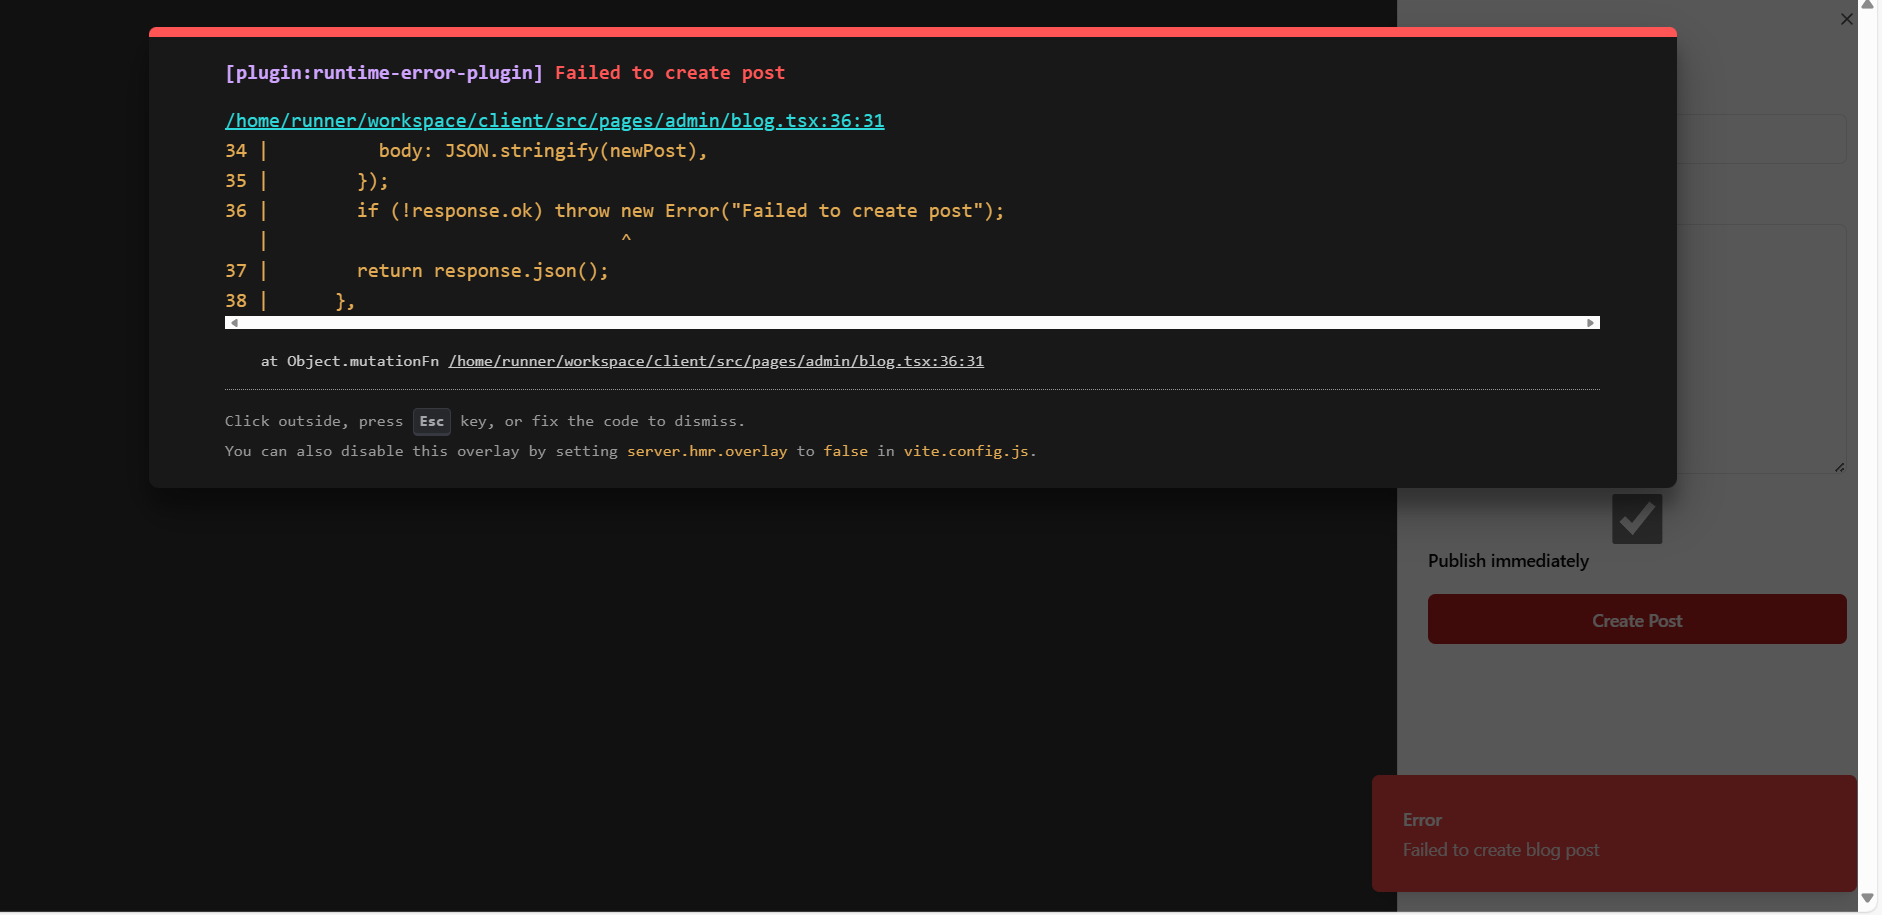 [plugin:runtime-error-plugin] Failed to create post
/home/runner/workspace/client/src/pages/admin/blog.tsx:36:31
34 |          body: JSON.stringify(newPost),
35 |        });
36 |        if (!response.ok) throw new Error("Failed to create post");
   |                                ^
37 |        return response.json();
38 |      },
at Object.mutationFn /home/runner/workspace/client/src/pages/admin/blog.tsx:36:31
Click outside, press Esc key, or fix the code to dismiss.
You can also disable this overlay by setting server.hmr.overlay to false in vite.config.js.
Publish immediately
Create Post
Error
Failed to create blog post